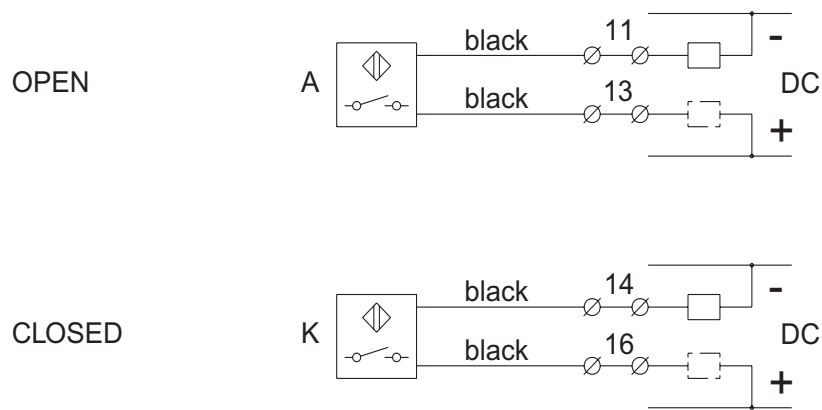 black 11 -
OPEN A DC
black 13
+
black 14 -
CLOSED K DC
black 16
+